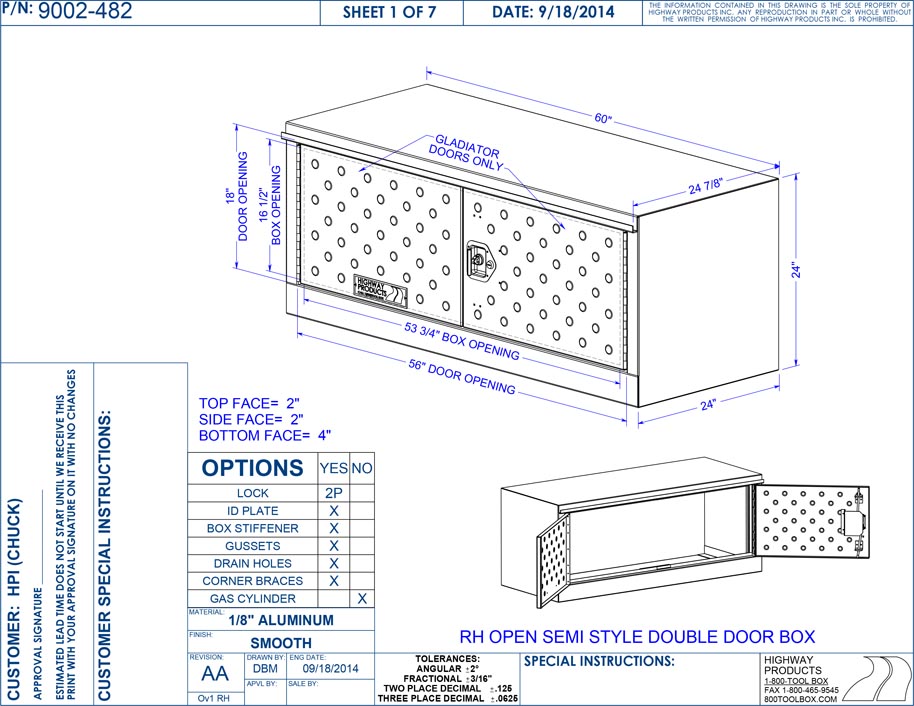 P/N: 9002-482
SHEET 1 OF 7
DATE: 9/18/2014
THE INFORMATION CONTAINED IN THIS DRAWING IS THE SOLE PROPERTY OF
HIGHWAY PRODUCTS INC. ANY REPRODUCTION IN PART OR WHOLE WITHOUT
THE WRITTEN PERMISSION OF HIGHWAY PRODUCTS INC. IS PROHIBITED.
60"
24 7/8"
GLADIATOR
DOORS ONLY
18"
DOOR OPENING
16 1/2"
BOX OPENING
24"
HIGHWAY
PRODUCTS
53 3/4" BOX OPENING
56" DOOR OPENING
24"
TOP FACE= 2"
SIDE FACE= 2"
BOTTOM FACE= 4"
OPTIONS YES NO
LOCK 2P
ID PLATE X
BOX STIFFENER X
GUSSETS X
DRAIN HOLES X
CORNER BRACES X
GAS CYLINDER X
MATERIAL:
1/8" ALUMINUM
FINISH:
SMOOTH
REVISION:
AA
Ov1 RH
DRAWN BY:
DBM
ENG DATE:
09/18/2014
APVL BY:
SALE BY:
CUSTOMER: HPI (CHUCK)
APPROVAL SIGNATURE
ESTIMATED LEAD TIME DOES NOT START UNTIL WE RECEIVE THIS
PRINT WITH YOUR APPROVAL SIGNATURE ON IT WITH NO CHANGES
CUSTOMER SPECIAL INSTRUCTIONS:
RH OPEN SEMI STYLE DOUBLE DOOR BOX
TOLERANCES:
ANGULAR ±2°
FRACTIONAL ±3/16"
TWO PLACE DECIMAL ±.125
THREE PLACE DECIMAL ±.0625
SPECIAL INSTRUCTIONS:
HIGHWAY
PRODUCTS
1-800-TOOL BOX
FAX 1-800-465-9545
800TOOLBOX.COM